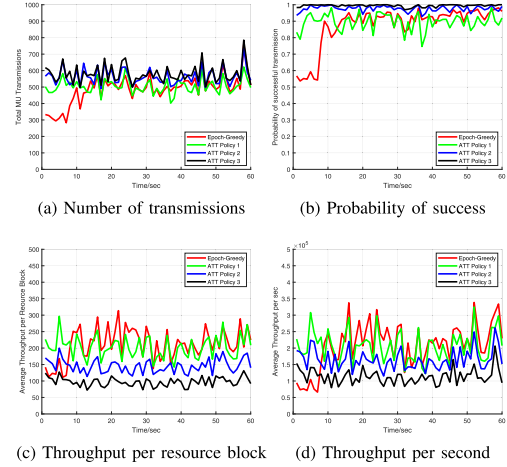 1000
900
800
700
600
500
400
300
200
100
0
Total MU Transmissions
0 10 20 30 40 50 60
Time/sec
Epoch-Greedy
ATT Policy 1
ATT Policy 2
ATT Policy 3
(a) Number of transmissions
1
0.9
0.8
0.7
0.6
0.5
0.4
0.3
0.2
0.1
0
Probability of successful transmission
0 10 20 30 40 50 60
Time/sec
Epoch-Greedy
ATT Policy 1
ATT Policy 2
ATT Policy 3
(b) Probability of success
500
450
400
350
300
250
200
150
100
50
0
Average Throughput per Resource Block
0 10 20 30 40 50 60
Time/sec
Epoch-Greedy
ATT Policy 1
ATT Policy 2
ATT Policy 3
(c) Throughput per resource block
×10⁵
5
4.5
4
3.5
3
2.5
2
1.5
1
0.5
0
Average Throughput per sec
0 10 20 30 40 50 60
Time/sec
Epoch-Greedy
ATT Policy 1
ATT Policy 2
ATT Policy 3
(d) Throughput per second